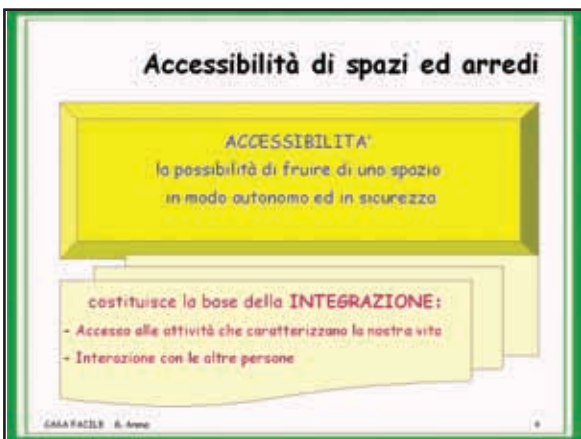 Accessibilità di spazi ed arredi
ACCESSIBILITA'
la possibilità di fruire di uno spazio
in modo autonomo ed in sicurezza
costituisce la base della INTEGRAZIONE:
- Accesso alle attività che caratterizzano la nostra vita
- Interazione con le altre persone
CASA FACILE